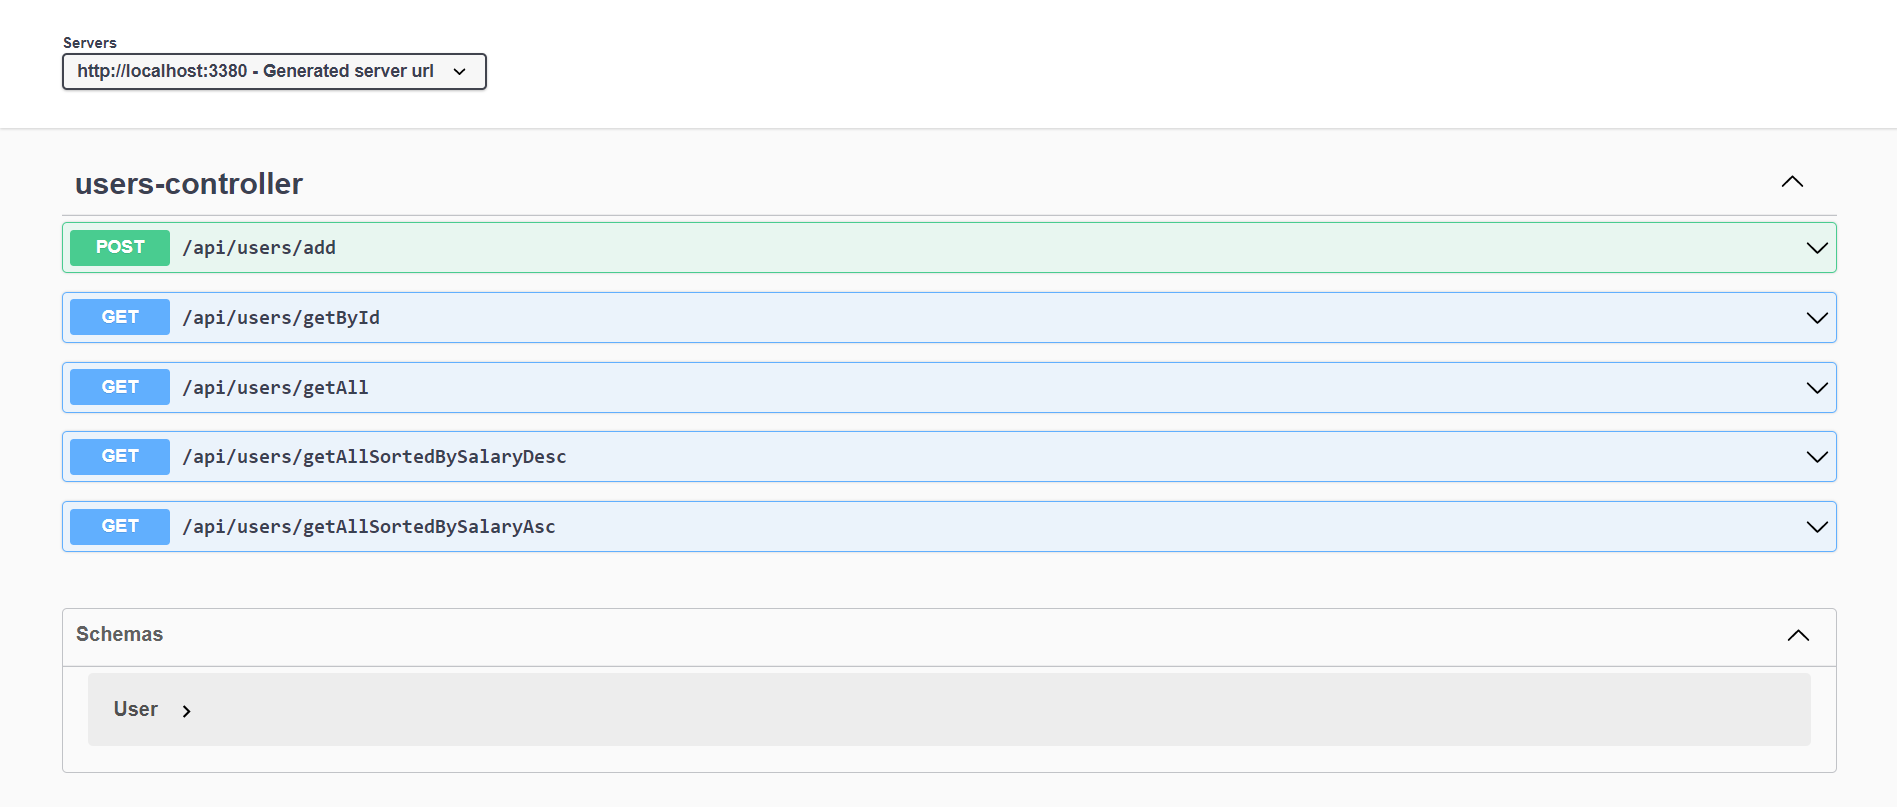 Servers
http://localhost:3380 - Generated server url
users-controller
POST /api/users/add
GET /api/users/getById
GET /api/users/getAll
GET /api/users/getAllSortedBySalaryDesc
GET /api/users/getAllSortedBySalaryAsc
Schemas
User